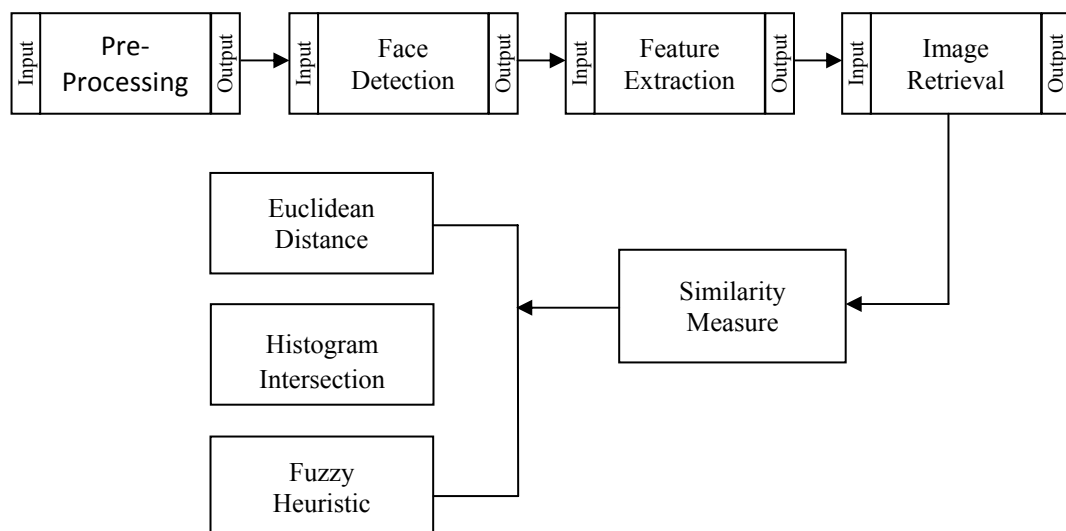 Input
Pre-
Processing
Output
Input
Face
Detection
Output
Input
Feature
Extraction
Output
Input
Image
Retrieval
Output
Euclidean
Distance
Similarity
Measure
Histogram
Intersection
Fuzzy
Heuristic